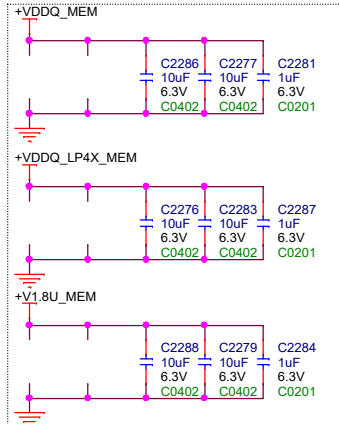 +VDDQ_MEM
C2286 C2277 C2281
10uF 10uF 1uF
6.3V 6.3V 6.3V
C0402 C0402 C0201
+VDDQ_LP4X_MEM
C2276 C2283 C2287
10uF 10uF 1uF
6.3V 6.3V 6.3V
C0402 C0402 C0201
+V1.8U_MEM
C2288 C2279 C2284
10uF 10uF 1uF
6.3V 6.3V 6.3V
C0402 C0402 C0201